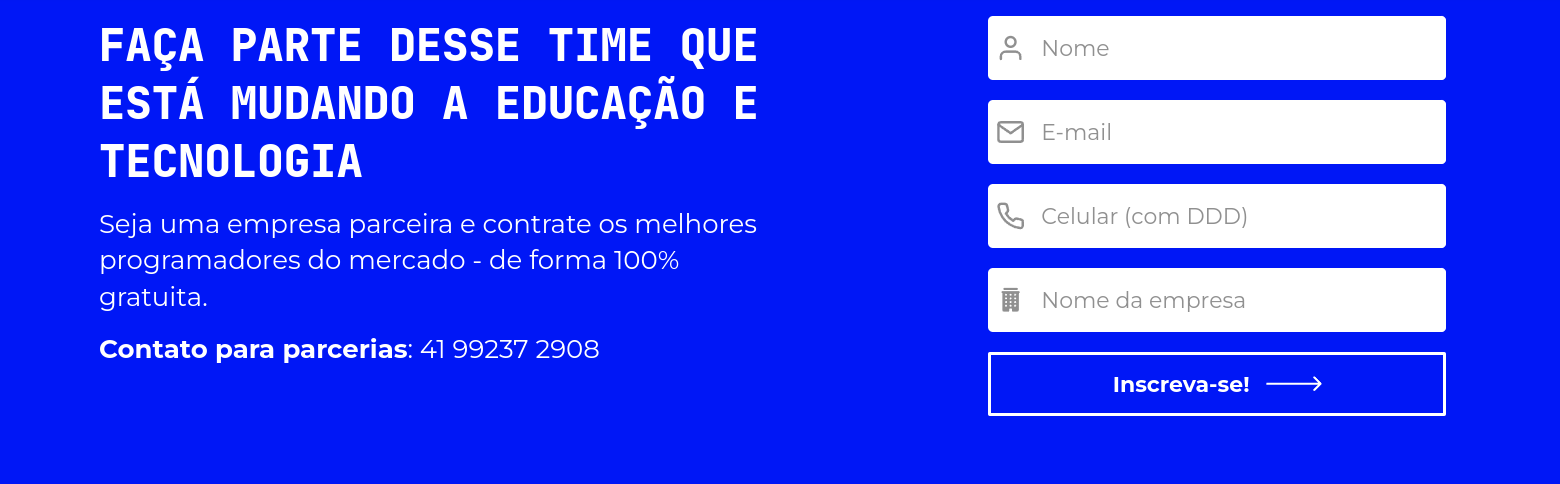 FAÇA PARTE DESSE TIME QUE
ESTÁ MUDANDO A EDUCAÇÃO E
TECNOLOGIA
Seja uma empresa parceira e contrate os melhores
programadores do mercado - de forma 100%
gratuita.
Contato para parcerias: 41 99237 2908
Nome
E-mail
Celular (com DDD)
Nome da empresa
Inscreva-se!